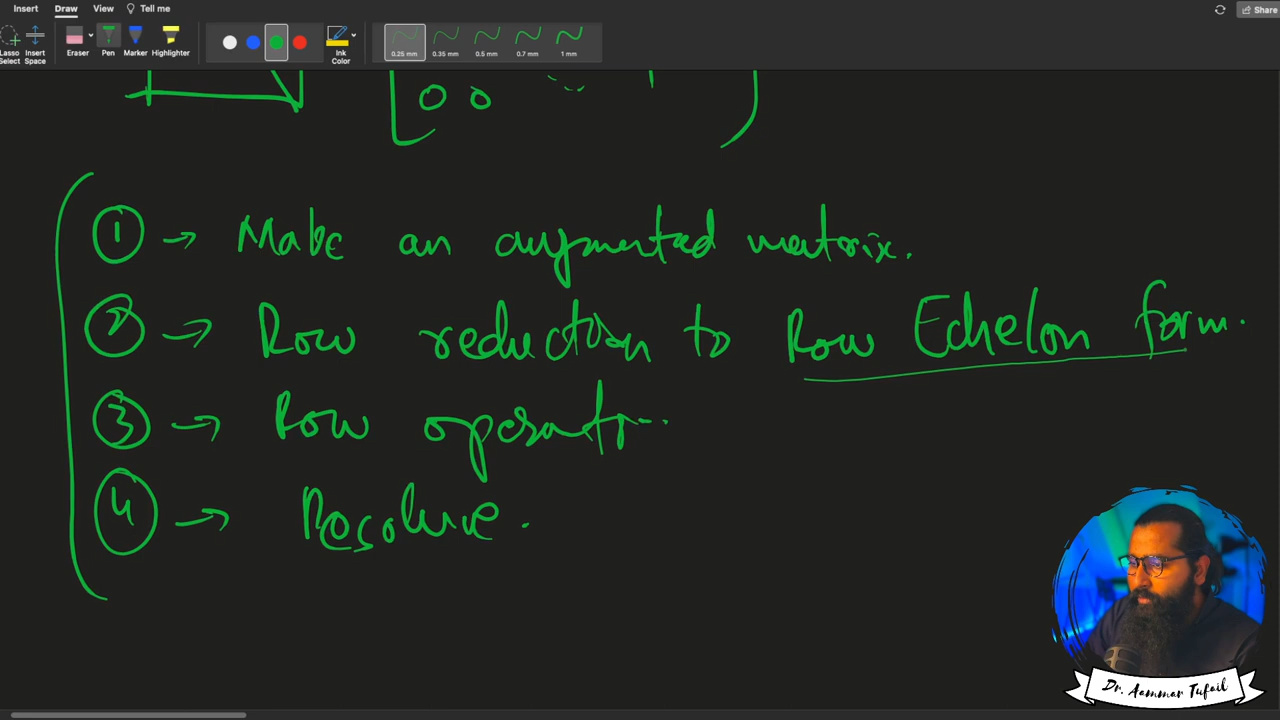 Insert Draw View Tell me
Share
Lasso Select Insert Space Eraser Pen Marker Highlighter Ink Color 0.25 mm 0.35 mm 0.5 mm 0.7 mm 1 mm
0 0
1 → Make an augmented matrix.
2 → Row reduction to Row Echelon form.
3 → Row operation..
4 → Resolve.
Dr. Aammar Tufail